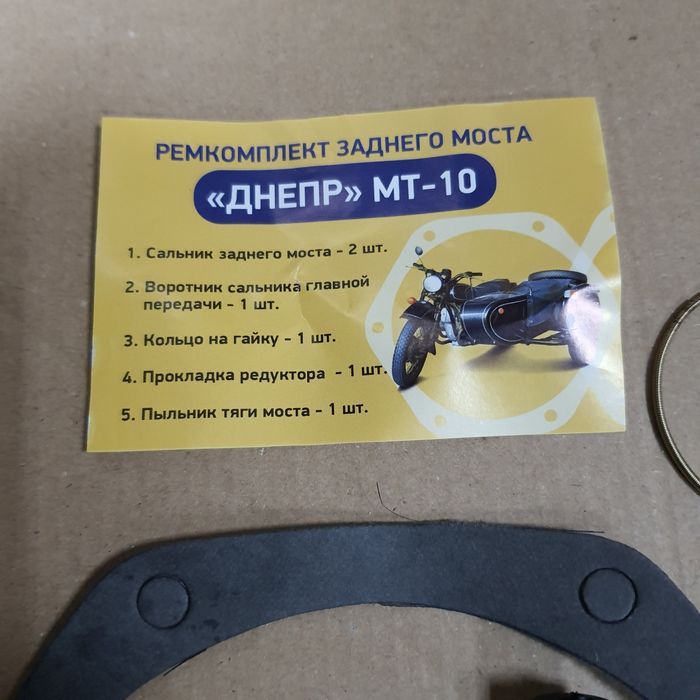 РЕМКОМПЛЕКТ ЗАДНЕГО МОСТА
«ДНЕПР» МТ-10
1. Сальник заднего моста - 2 шт.
2. Воротник сальника главной
передачи - 1 шт.
3. Кольцо на гайку - 1 шт.
4. Прокладка редуктора - 1 шт.
5. Пыльник тяги моста - 1 шт.